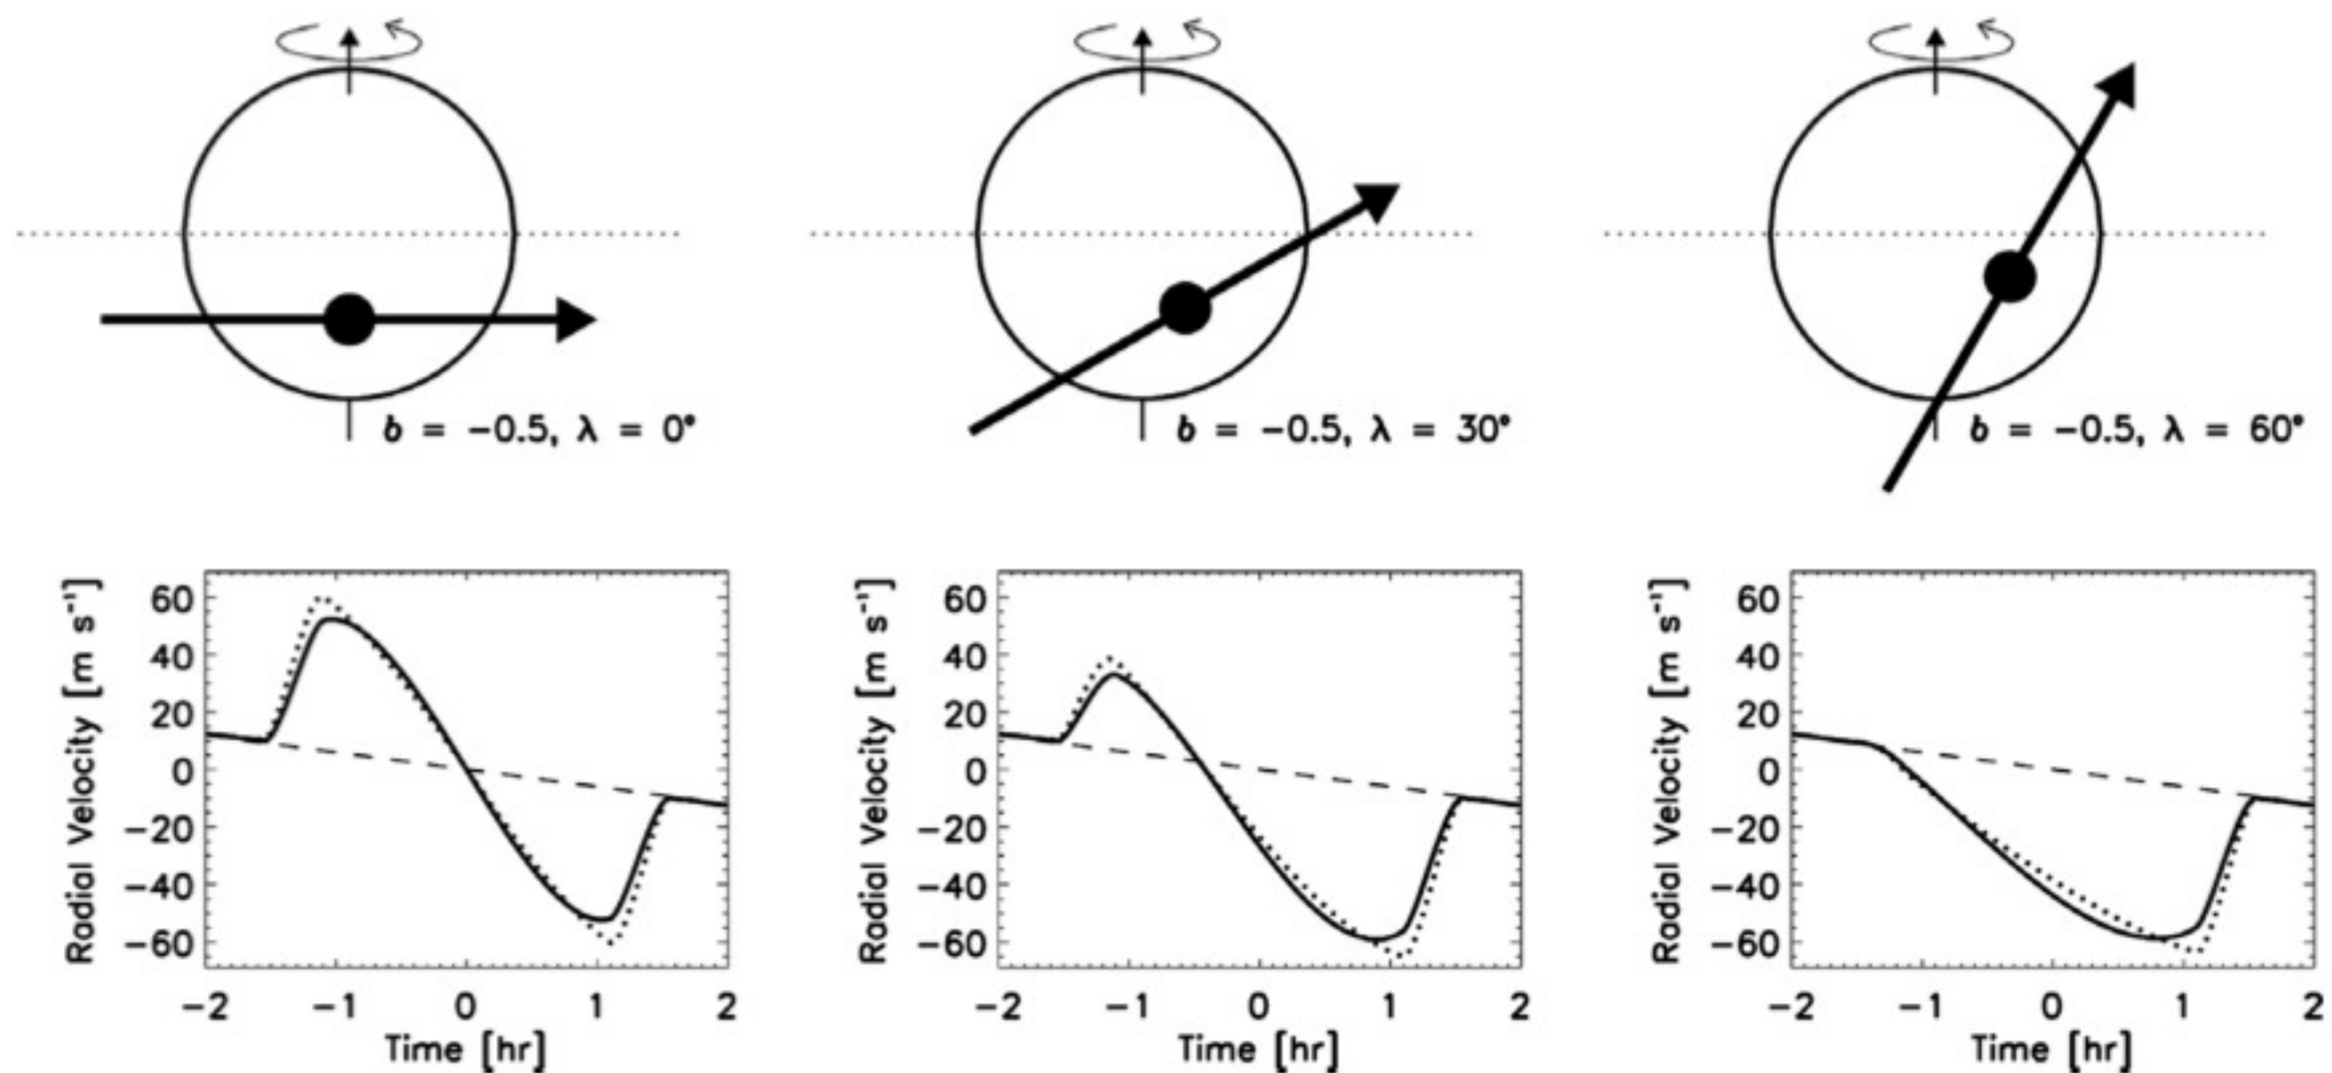 b = −0.5, λ = 0°
b = −0.5, λ = 30°
b = −0.5, λ = 60°
Radial Velocity [m s⁻¹]
60
40
20
0
−20
−40
−60
−2 −1 0 1 2
Time [hr]
Radial Velocity [m s⁻¹]
60
40
20
0
−20
−40
−60
−2 −1 0 1 2
Time [hr]
Radial Velocity [m s⁻¹]
60
40
20
0
−20
−40
−60
−2 −1 0 1 2
Time [hr]